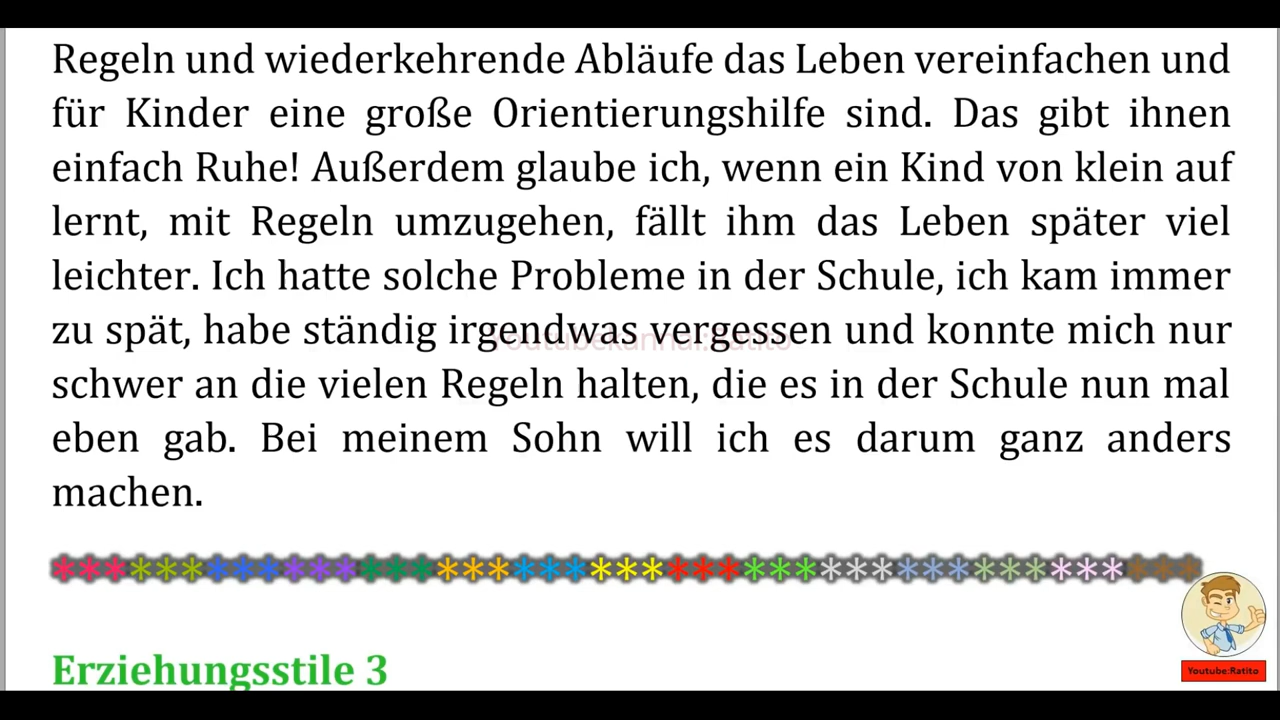 Regeln und wiederkehrende Abläufe das Leben vereinfachen und
für Kinder eine große Orientierungshilfe sind. Das gibt ihnen
einfach Ruhe! Außerdem glaube ich, wenn ein Kind von klein auf
lernt, mit Regeln umzugehen, fällt ihm das Leben später viel
leichter. Ich hatte solche Probleme in der Schule, ich kam immer
zu spät, habe ständig irgendwas vergessen und konnte mich nur
Youtubekannal:Ratito
schwer an die vielen Regeln halten, die es in der Schule nun mal
eben gab. Bei meinem Sohn will ich es darum ganz anders
machen.
*********************************************
Erziehungsstile 3
Youtube:Ratito